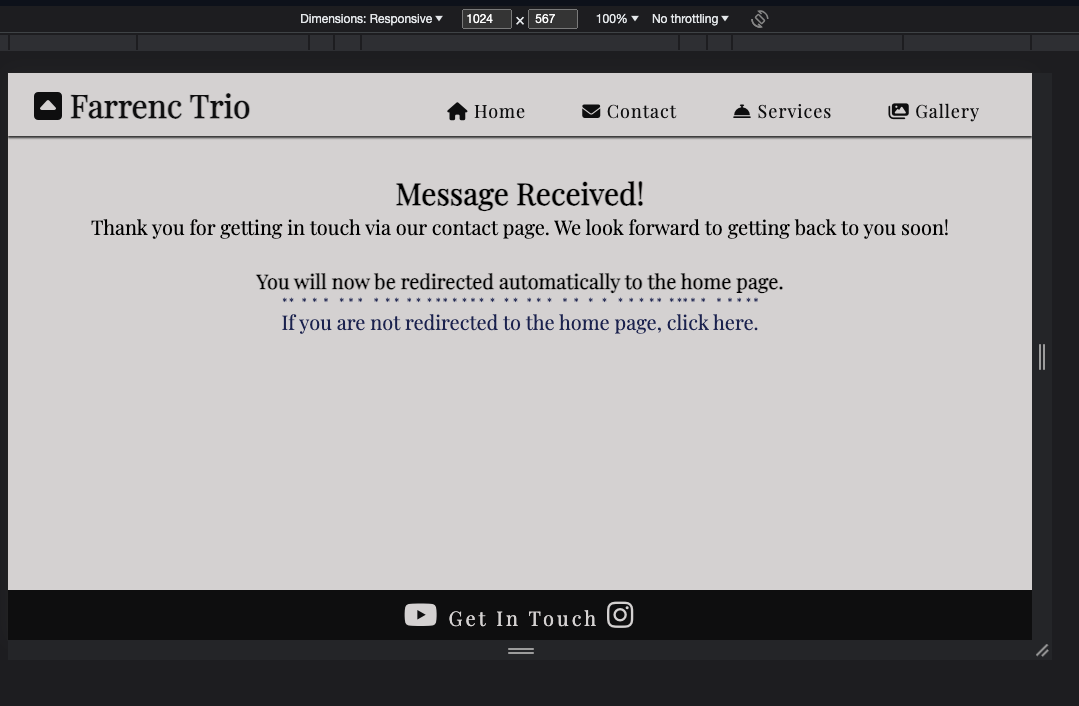 Dimensions: Responsive 1024 × 567 100% No throttling
Farrenc Trio Home Contact Services Gallery
Message Received!
Thank you for getting in touch via our contact page. We look forward to getting back to you soon!
You will now be redirected automatically to the home page.
If you are not redirected to the home page, click here.
Get In Touch